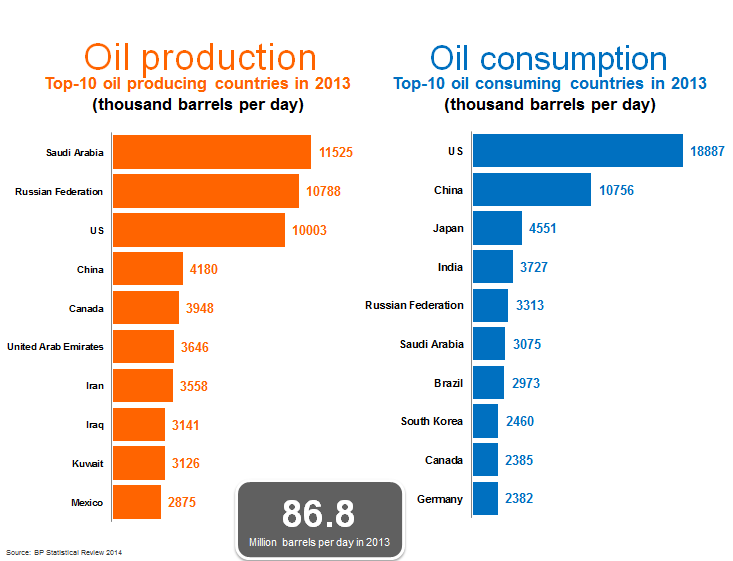 Oil production
Top-10 oil producing countries in 2013
(thousand barrels per day)
Saudi Arabia 11525
Russian Federation 10788
US 10003
China 4180
Canada 3948
United Arab Emirates 3646
Iran 3558
Iraq 3141
Kuwait 3126
Mexico 2875
Oil consumption
Top-10 oil consuming countries in 2013
(thousand barrels per day)
US 18887
China 10756
Japan 4551
India 3727
Russian Federation 3313
Saudi Arabia 3075
Brazil 2973
South Korea 2460
Canada 2385
Germany 2382
86.8
Million barrels per day in 2013
Source: BP Statistical Review 2014